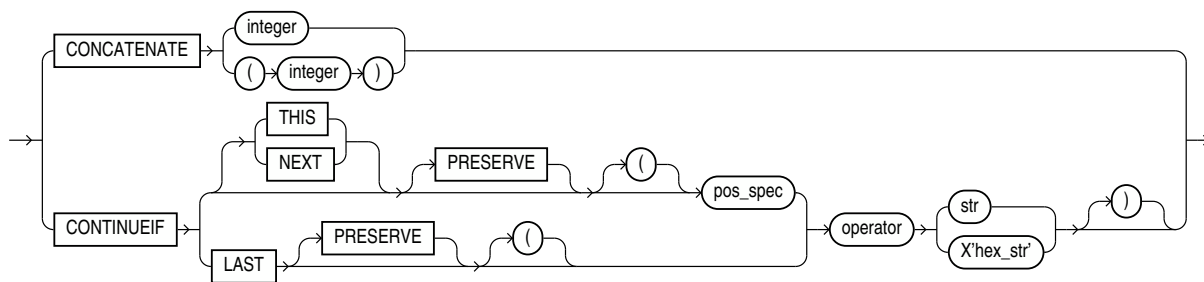 integer
CONCATENATE
( integer )
THIS
NEXT
PRESERVE
(
pos_spec
CONTINUEIF
operator
str
X'hex_str'
)
PRESERVE
(
LAST